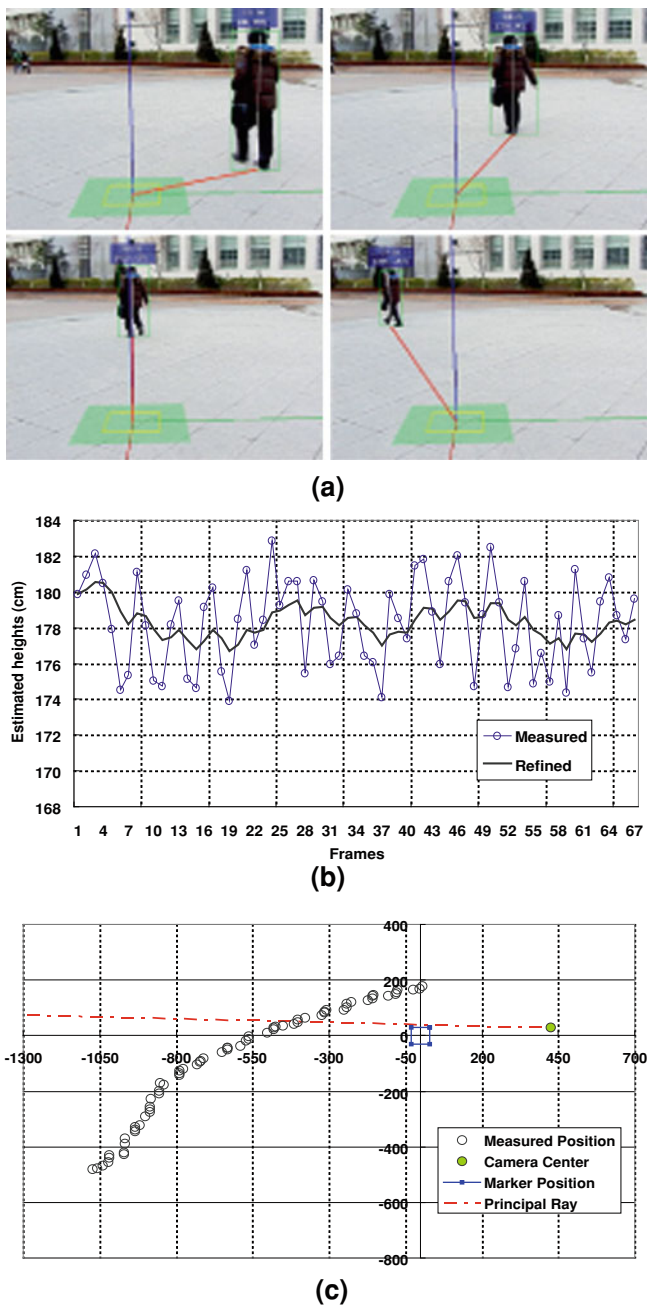 (a)
184
182
180
178
176
174
172
170
168
Estimated heights (cm)
Measured
Refined
1 4 7 10 13 16 19 22 25 28 31 34 37 40 43 46 49 52 55 58 61 64 67
Frames
(b)
400
200
0
-1300 -1050 -800 -550 -300 -50 200 450 700
-200
-400
-600
-800
Measured Position
Camera Center
Marker Position
Principal Ray
(c)